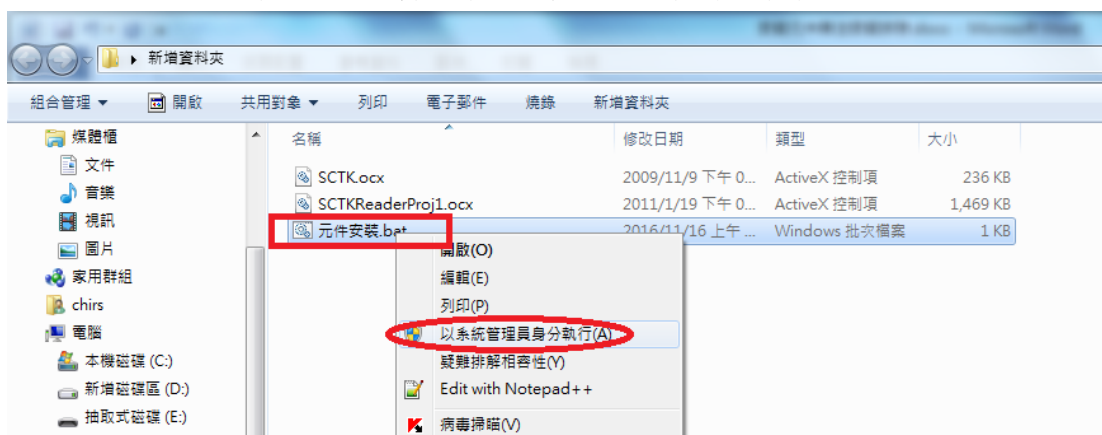 新增資料夾
組合管理 ▼ 開啟 共用對象 ▼ 列印 電子郵件 燒錄 新增資料夾
媒體櫃
文件
音樂
視訊
圖片
家用群組
chirs
電腦
本機磁碟 (C:)
新增磁碟區 (D:)
抽取式磁碟 (E:)
名稱 修改日期 類型 大小
SCTK.ocx 2009/11/9 下午 0... ActiveX 控制項 236 KB
SCTKReaderProj1.ocx 2011/1/19 下午 0... ActiveX 控制項 1,469 KB
元件安裝.bat 2016/11/16 上午 ... Windows 批次檔案 1 KB
開啟(O)
編輯(E)
列印(P)
以系統管理員身分執行(A)
疑難排解相容性(Y)
Edit with Notepad++
病毒掃瞄(V)